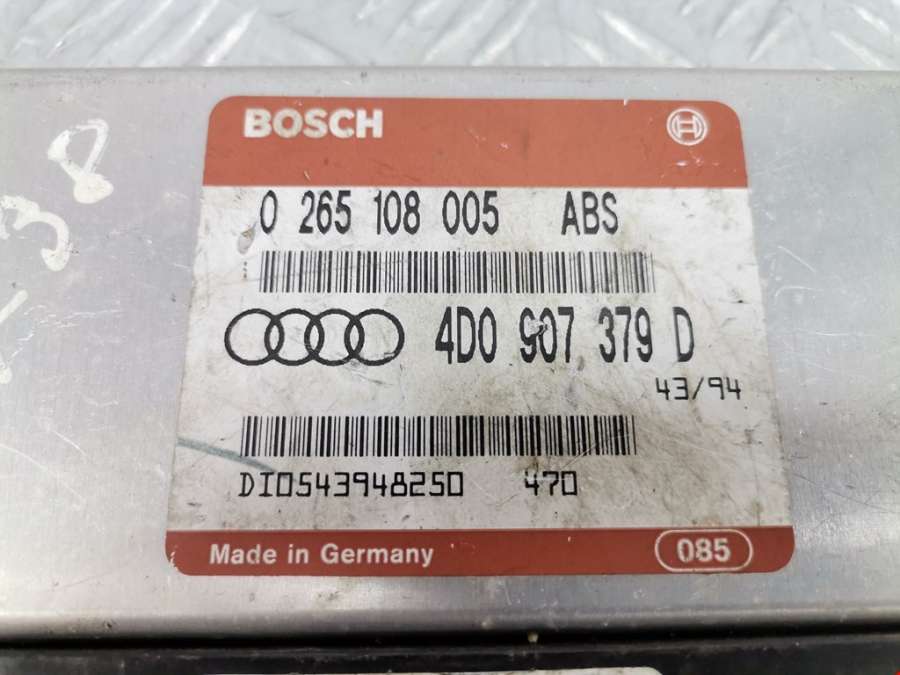 BOSCH
0 265 108 005 ABS
4D0 907 379 D
43/94
DI0543948250 470
Made in Germany 085